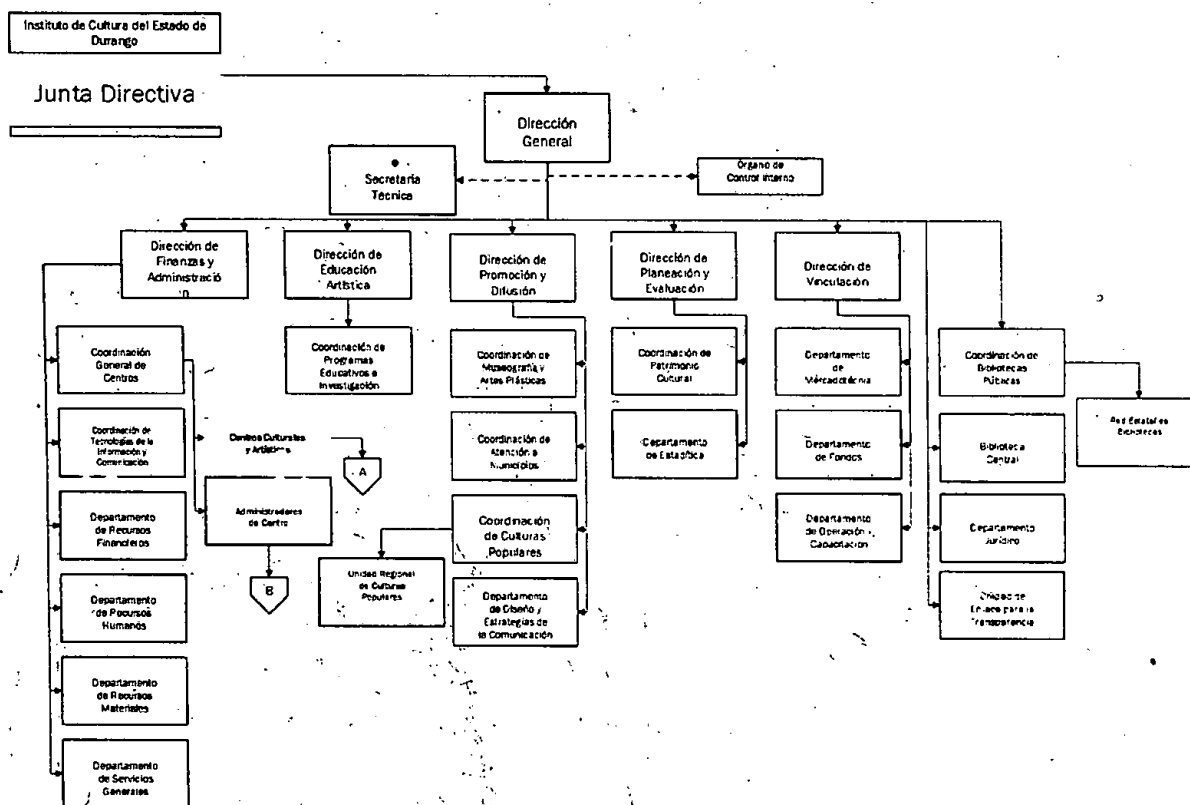 Instituto de Cultura del Estado de
Durango
Junta Directiva
Dirección
General
Secretaría
Técnica
Órgano de
Control Interno
Dirección de
Finanzas y
Administració
n
Dirección de
Educación
Artística
Dirección de
Promoción y
Difusión
Dirección de
Planeación y
Evaluación
Dirección de
Vinculación
Coordinación
General de
Centros
Coordinación de
Programas
Educativos e
Investigación
Coordinación de
Museografía y
Artes Plásticas
Coordinación de
Patrimonio
Cultural
Departamento
de
Mercadotecnia
Coordinación de
Bibliotecas
Públicas
Red Estatal de
Bibliotecas
Coordinación de
Tecnologías de la
Información y
Comunicación
Centros Culturales
y Artísticos
A
Coordinación de
Atención a
Municipios
Departamento
de Estadítica
Departamento
de Fondos
Biblioteca
Central
Departamento
de Recursos
Financieros
Administradores
de Centro
B
Coordinación
de Culturas
Populares
Unidad Regional
de Culturas
Populares
Departamento
de Operación y
Capacitación
Departamento
Jurídico
Departamento
de Recursos
Humanos
Departamento
de Diseño y
Estrategias de
la Comunicación
Unidad de
Enlace para la
Transparencia
Departamento
de Recursos
Materiales
Departamento
de Servicios
Generales